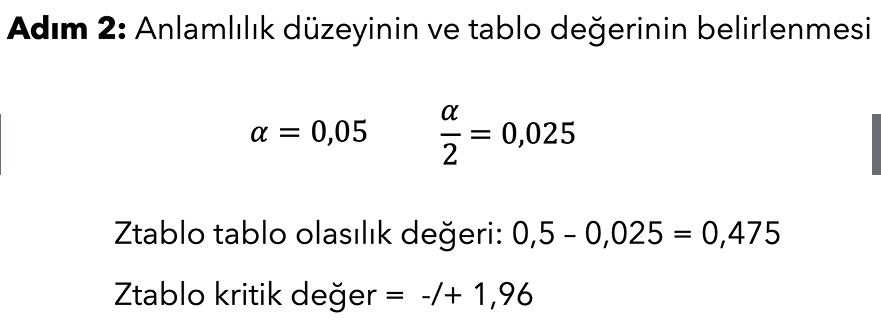 Adım 2: Anlamlılık düzeyinin ve tablo değerinin belirlenmesi
α = 0,05 α/2 = 0,025
Ztablo tablo olasılık değeri: 0,5 – 0,025 = 0,475
Ztablo kritik değer = -/+ 1,96